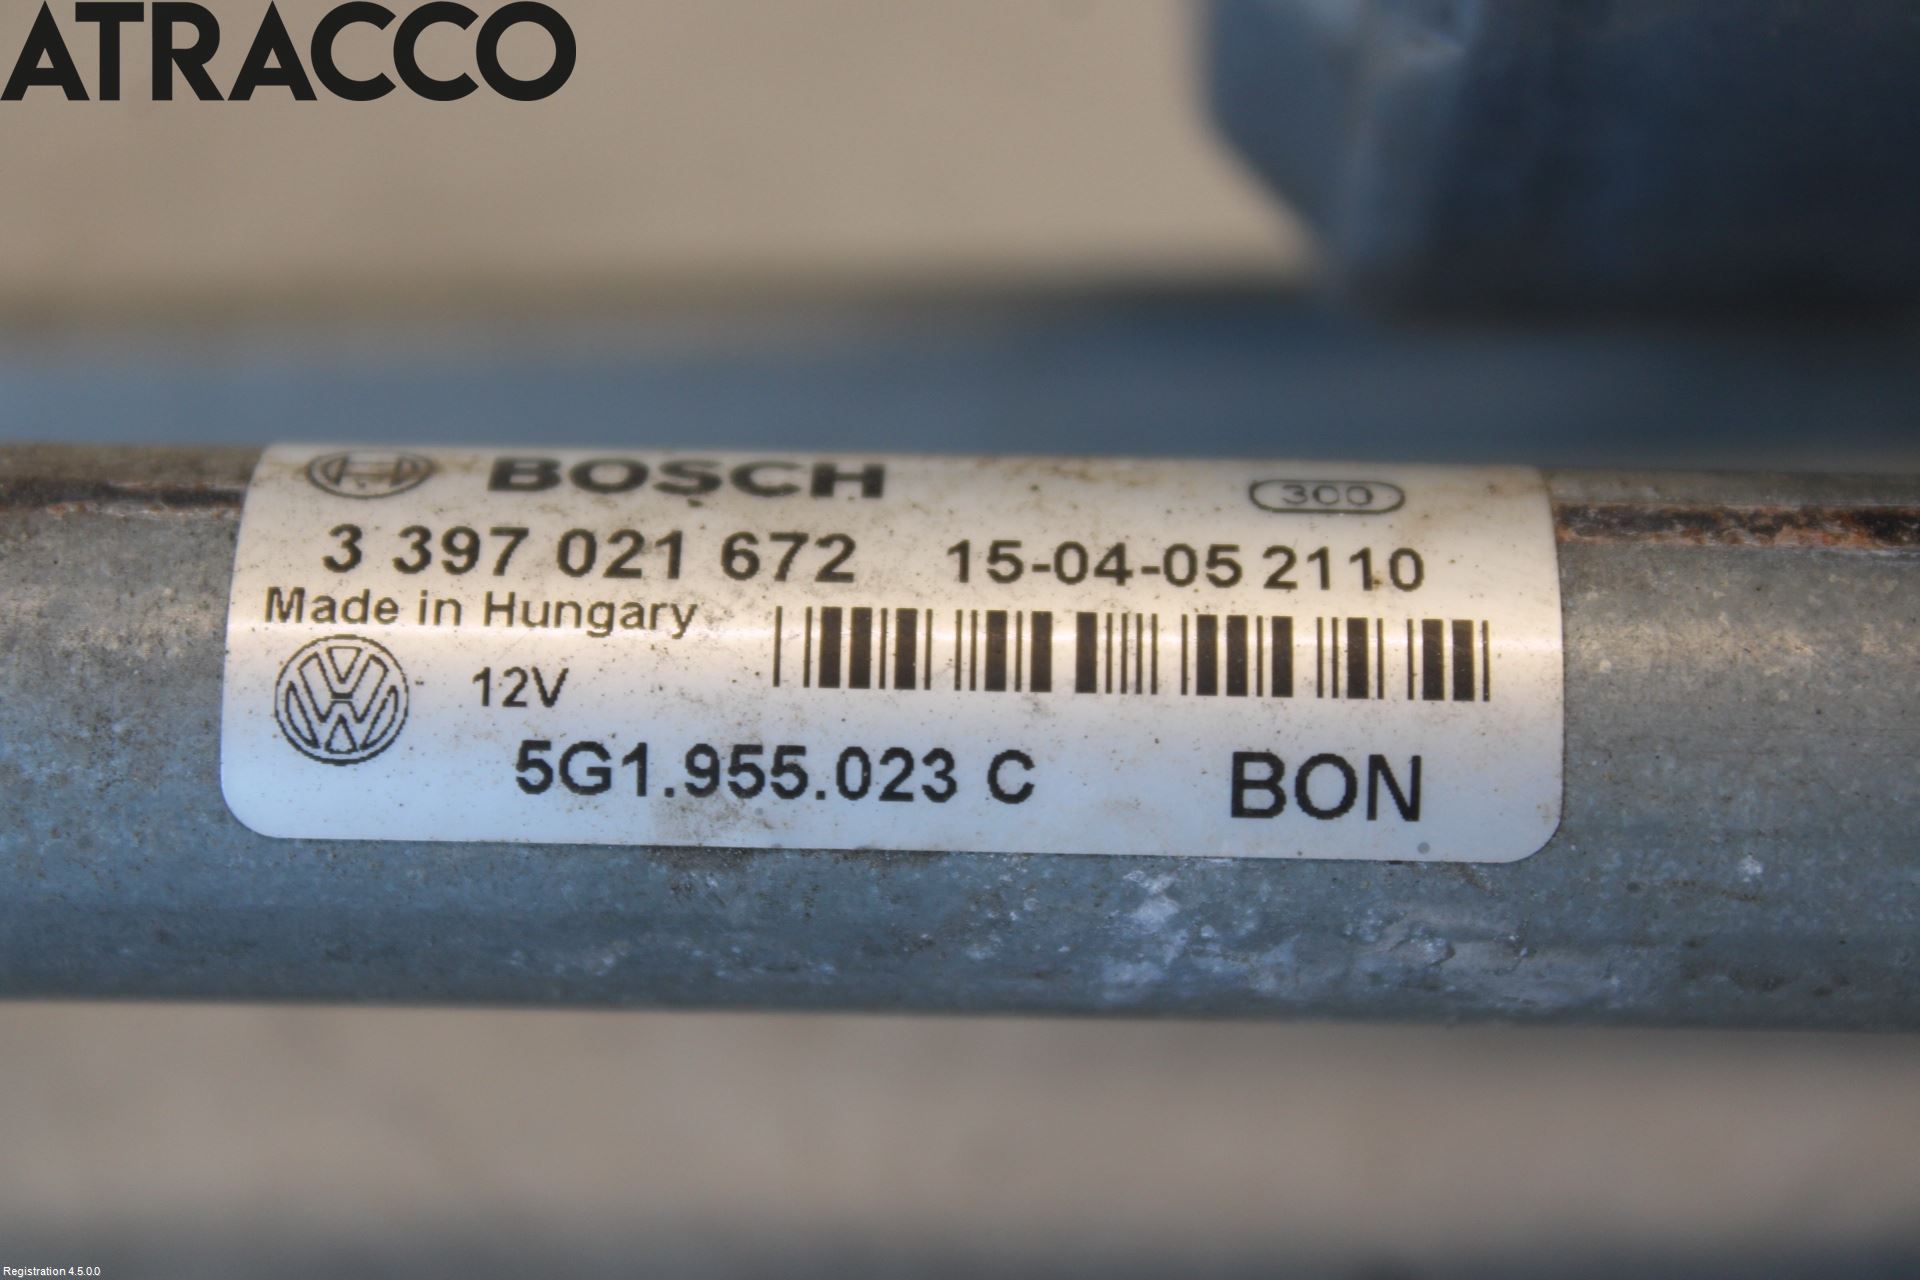 ATRACCO
BOSCH
300
3 397 021 672 15-04-05 2110
Made in Hungary
12V
5G1.955.023 C BON
Registration 4.5.0.0